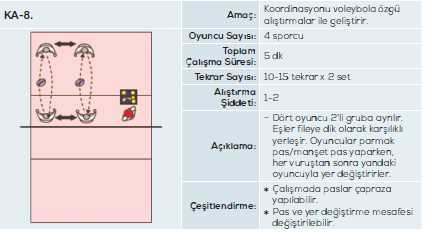 KA-8.
Amaç:
Koordinasyonu voleybola özgü
alıştırmalar ile geliştirir.
Oyuncu Sayısı:
4 sporcu
Toplam
Çalışma Süresi:
5 dk
Tekrar Sayısı:
10-15 tekrar x 2 set
Alıştırma
Şiddeti:
1-2
Açıklama:
- Dört oyuncu 2'li gruba ayrılır.
Eşler fileye dik olarak karşılıklı
yerleşir. Oyuncular parmak
pas/manşet pas yaparken,
her vuruştan sonra yandaki
oyuncuyla yer değiştirirler.
Çeşitlendirme:
* Çalışmada paslar çapraza
yapılabilir.
* Pas ve yer değiştirme mesafesi
değiştirilebilir.